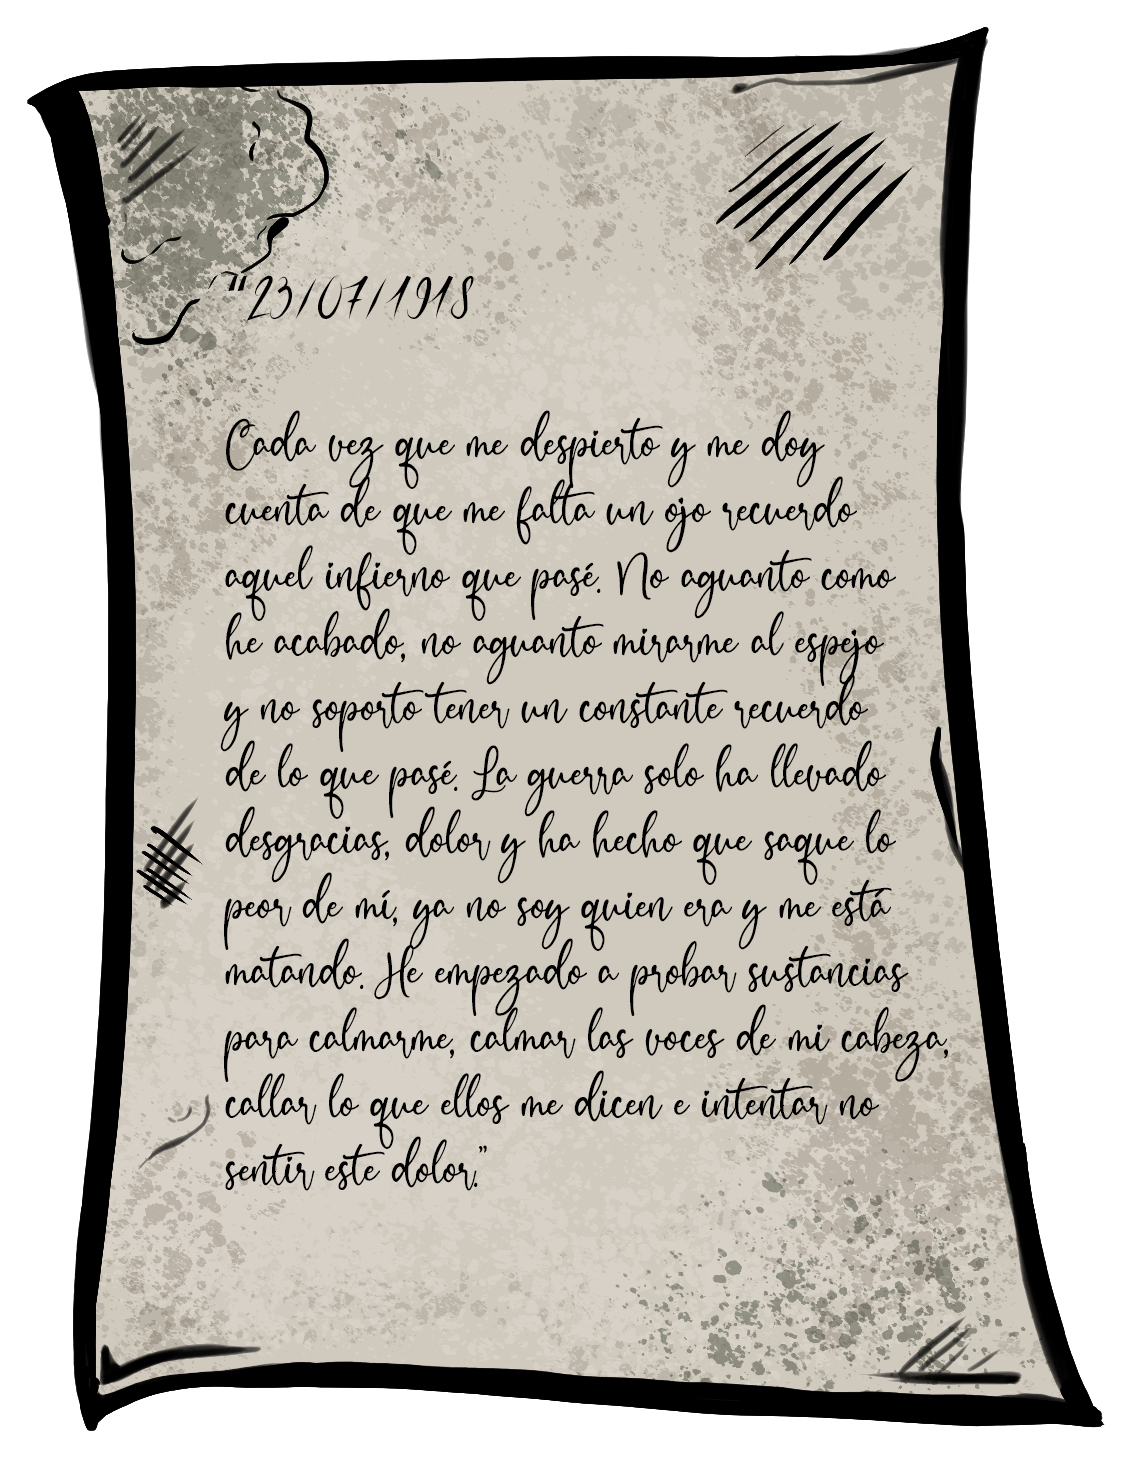 "23/07/1918
Cada vez que me despierto y me doy
cuenta de que me falta un ojo recuerdo
aquel infierno que pasé. No aguanto como
he acabado, no aguanto mirarme al espejo
y no soporto tener un constante recuerdo
de lo que pasé. La guerra solo ha llevado
desgracias, dolor y ha hecho que saque lo
peor de mí, ya no soy quien era y me está
matando. He empezado a probar sustancias
para calmarme, calmar las voces de mi cabeza,
callar lo que ellos me dicen e intentar no
sentir este dolor."